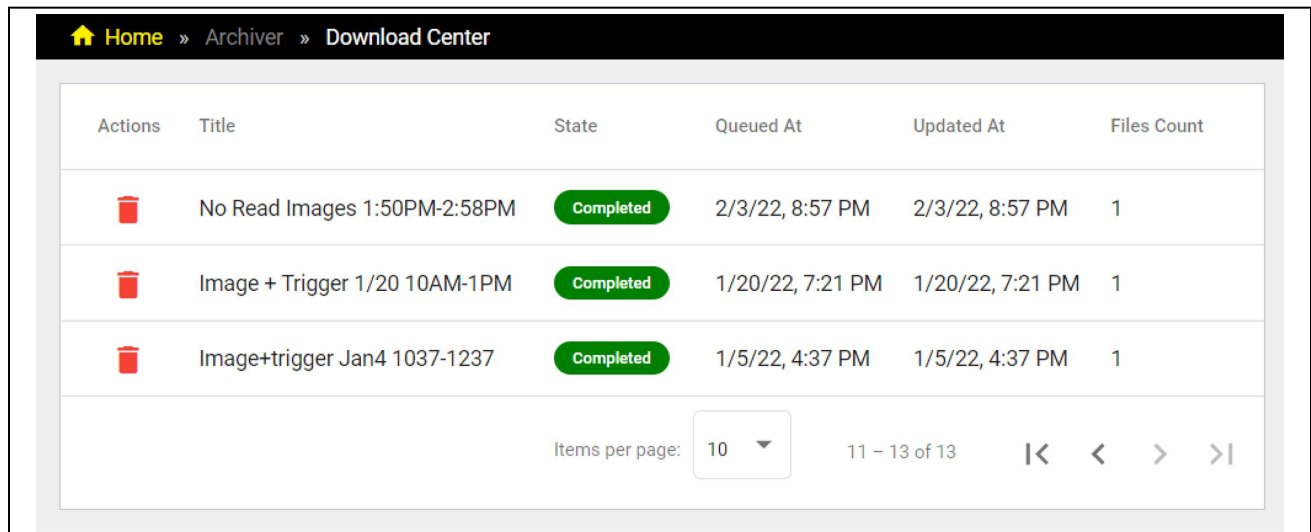 Home » Archiver » Download Center
Actions Title State Queued At Updated At Files Count
No Read Images 1:50PM-2:58PM Completed 2/3/22, 8:57 PM 2/3/22, 8:57 PM 1
Image + Trigger 1/20 10AM-1PM Completed 1/20/22, 7:21 PM 1/20/22, 7:21 PM 1
Image+trigger Jan4 1037-1237 Completed 1/5/22, 4:37 PM 1/5/22, 4:37 PM 1
Items per page: 10 11 – 13 of 13